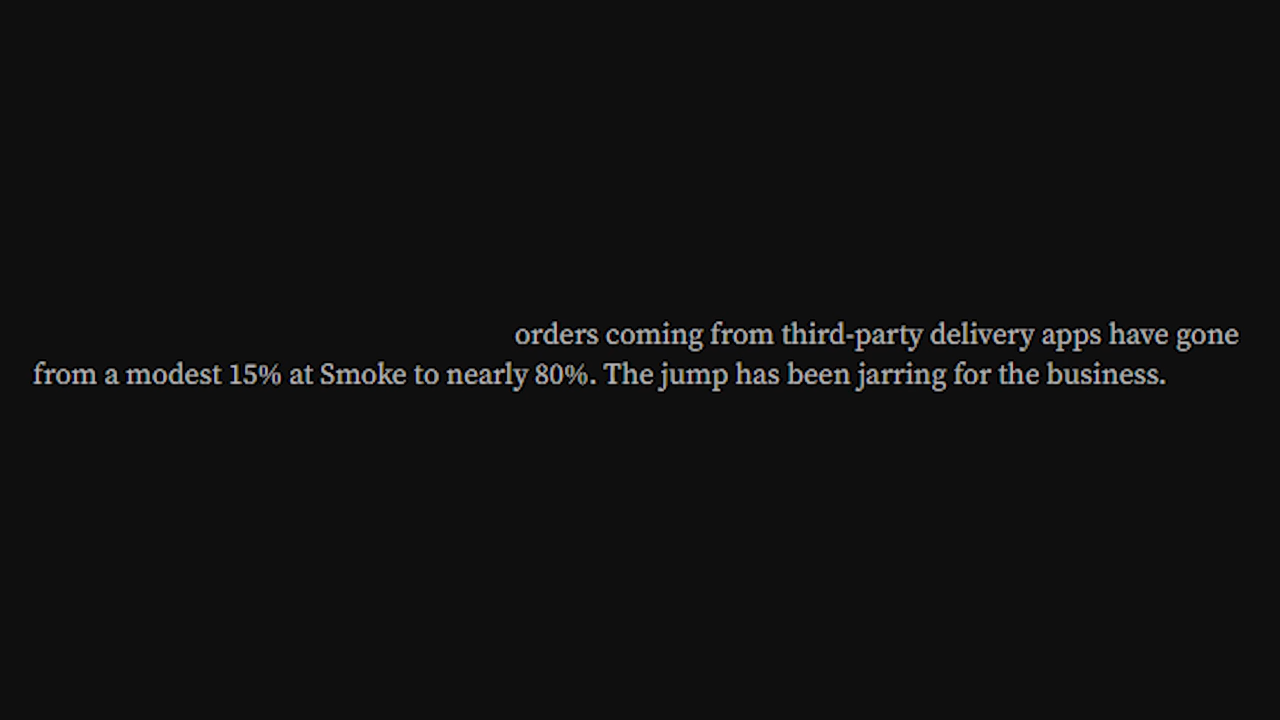 orders coming from third-party delivery apps have gone
from a modest 15% at Smoke to nearly 80%. The jump has been jarring for the business.